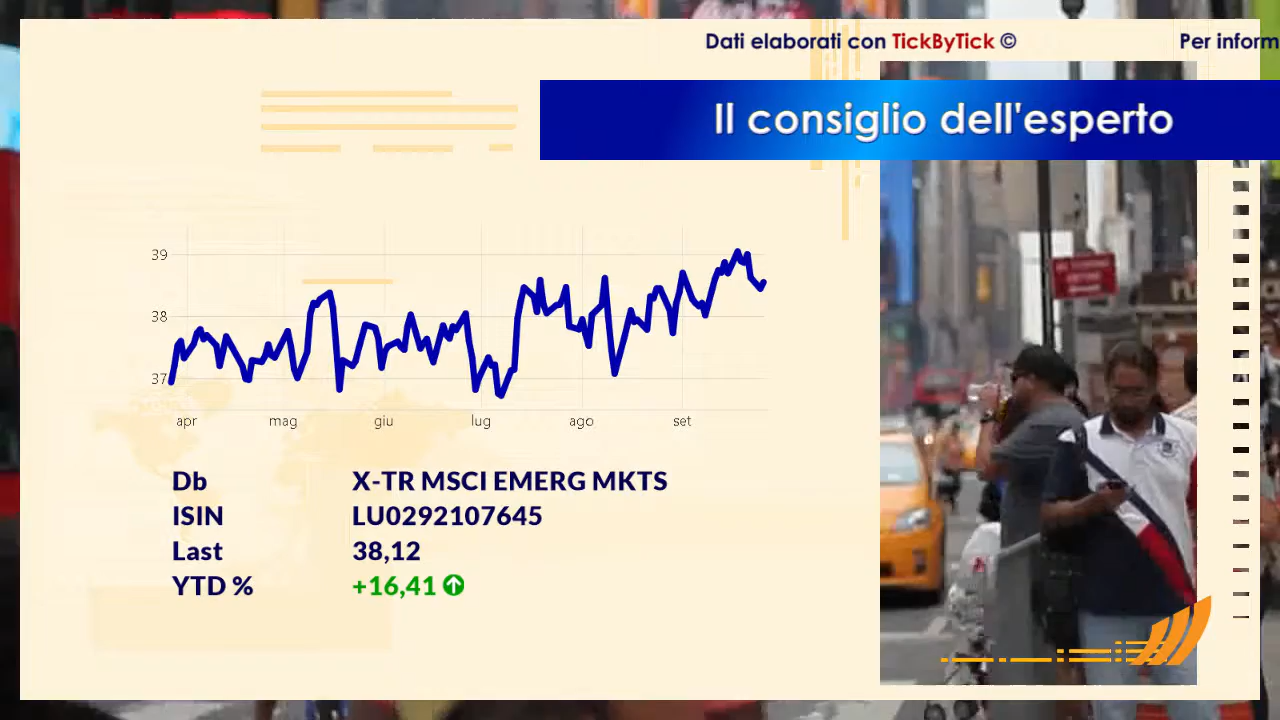 Dati elaborati con TickByTick © Per inform
Il consiglio dell'esperto
39
38
37
apr mag giu lug ago set
Db X-TR MSCI EMERG MKTS
ISIN LU0292107645
Last 38,12
YTD % +16,41